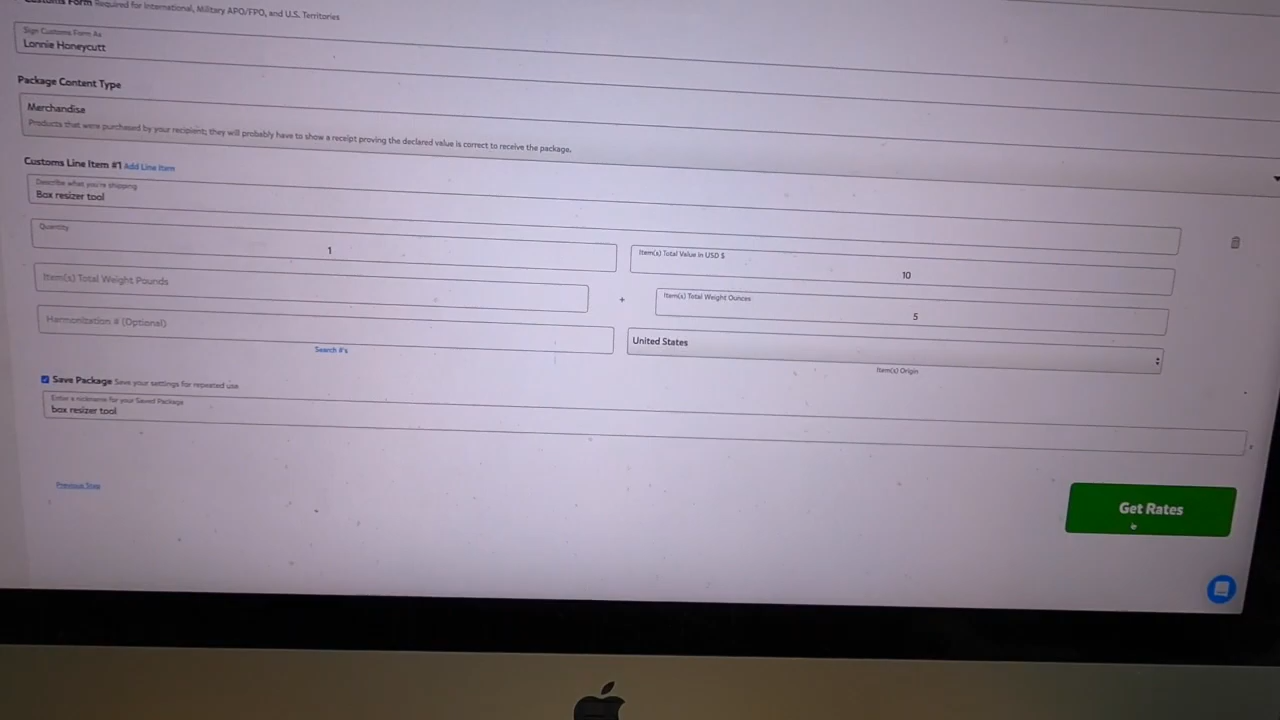 Customs Form Required for International, Military APO/FPO, and U.S. Territories
Sign Customs Form As
Lonnie Honeycutt
Package Content Type
Merchandise
Products that were purchased by your recipient; they will probably have to show a receipt proving the declared value is correct to receive the package.
Customs Line Item #1 Add Line Item
Describe what you're shipping
Box resizer tool
Quantity
1
Item(s) Total Value in USD $
10
Item(s) Total Weight Pounds
+
Item(s) Total Weight Ounces
5
Harmonization # (Optional)
United States
Search #'s
Item(s) Origin
Save Package Save your settings for repeated use
Enter a nickname for your Saved Package
box resizer tool
Previous Step
Get Rates